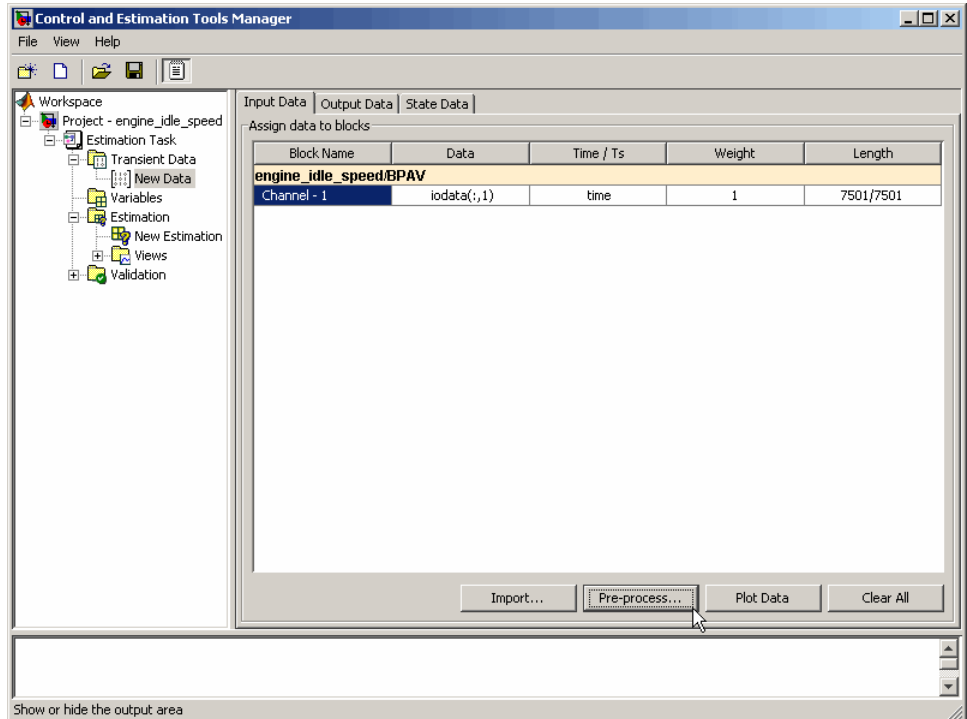 Control and Estimation Tools Manager
File View Help
Workspace
Project - engine_idle_speed
Estimation Task
Transient Data
New Data
Variables
Estimation
New Estimation
Views
Validation
Input Data Output Data State Data
Assign data to blocks
Block Name Data Time / Ts Weight Length
engine_idle_speed/BPAV
Channel - 1 iodata(:,1) time 1 7501/7501
Import... Pre-process... Plot Data Clear All
Show or hide the output area